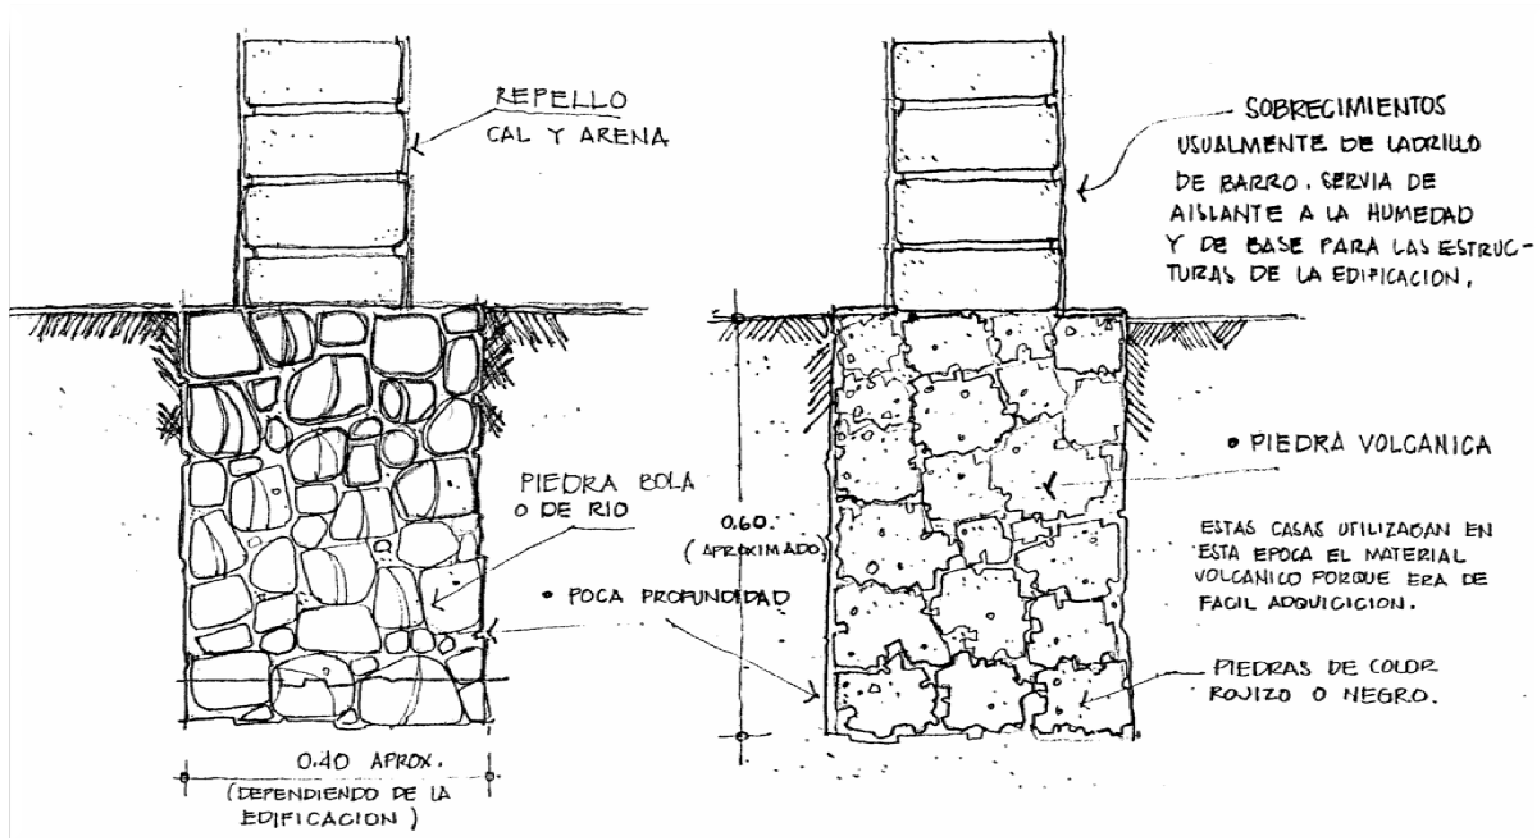 REPELLO
CAL Y ARENA
SOBRECIMIENTOS
USUALMENTE DE LADRILLO
DE BARRO. SERVIA DE
AISLANTE A LA HUMEDAD
Y DE BASE PARA LAS ESTRUC-
TURAS DE LA EDIFICACION.
PIEDRA BOLA
O DE RIO
0.60.
(APROXIMADO)
• POCA PROFUNDIDAD
• PIEDRA VOLCANICA
ESTAS CASAS UTILIZABAN EN
ESTA EPOCA EL MATERIAL
VOLCANICO PORQUE ERA DE
FACIL ADQUICICION.
PIEDRAS DE COLOR
ROJIZO O NEGRO.
0.40 APROX.
(DEPENDIENDO DE LA
EDIFICACION)